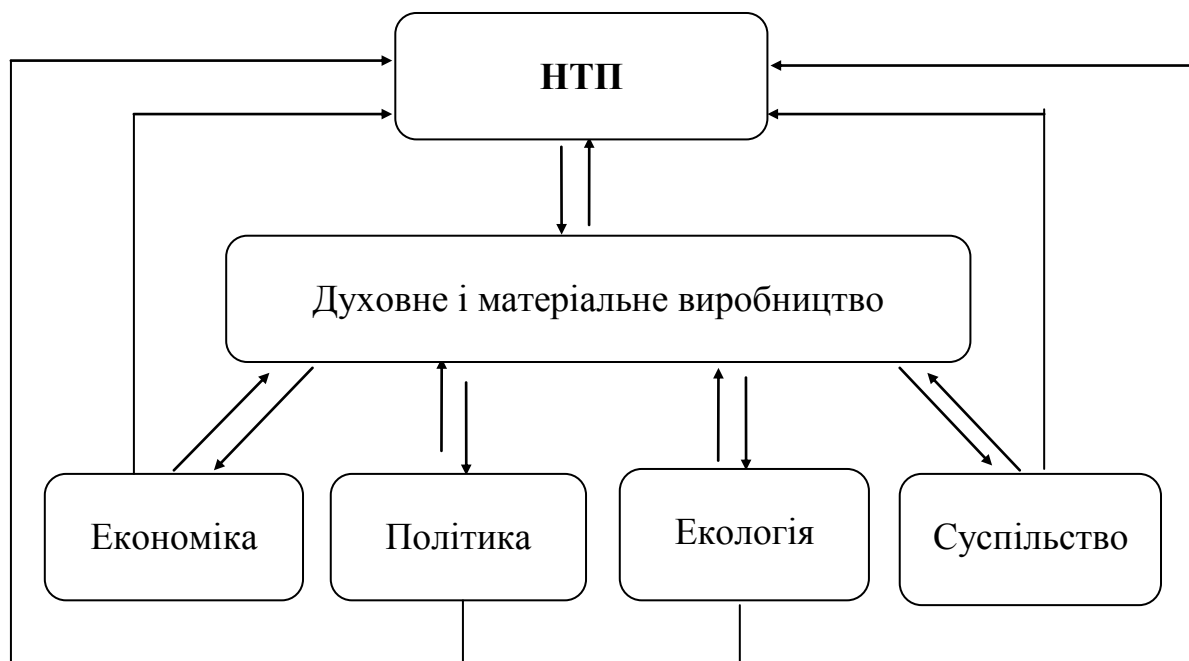 НТП
Духовне і матеріальне виробництво
Економіка
Політика
Екологія
Суспільство